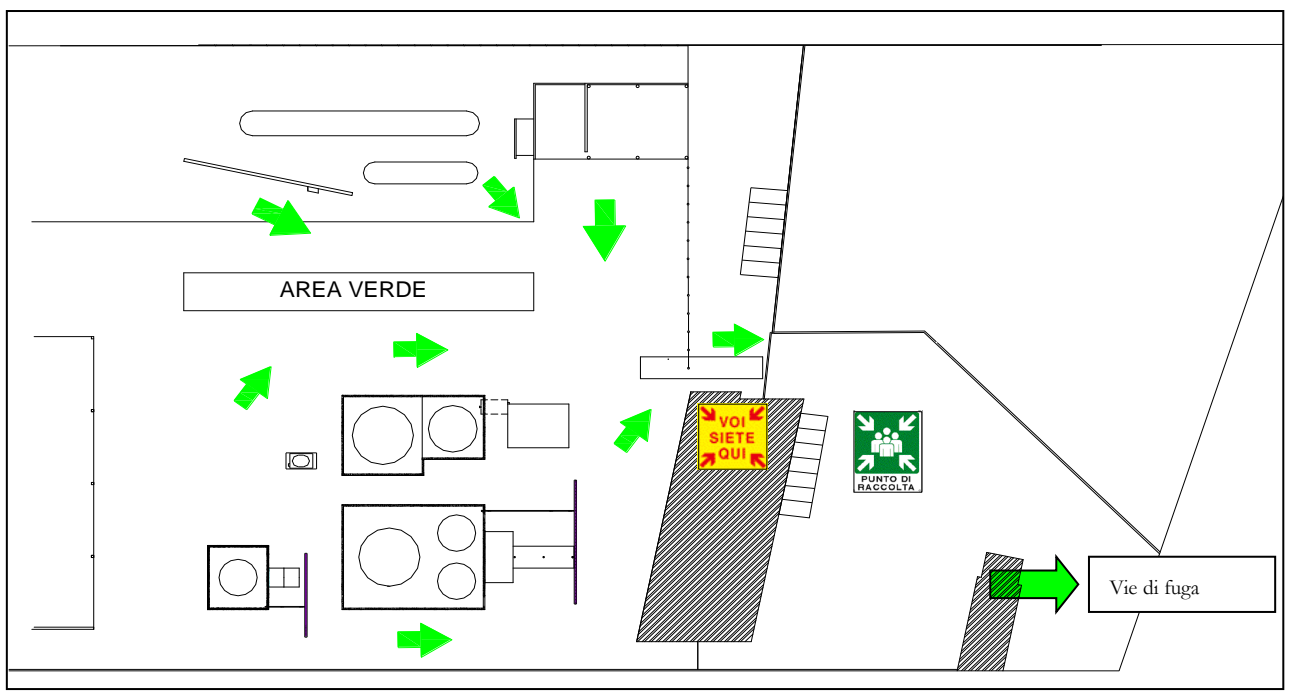 AREA VERDE
VOI
SIETE
QUI
PUNTO DI
RACCOLTA
Vie di fuga